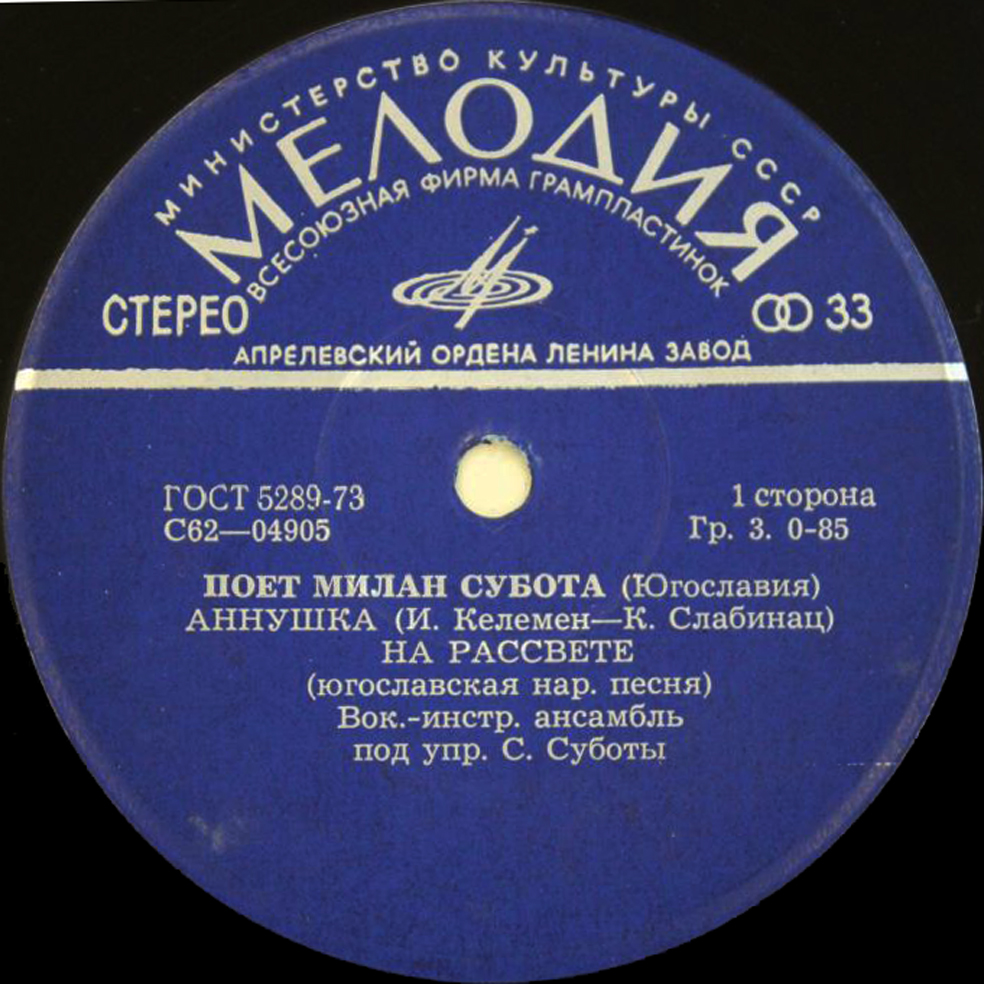 МИНИСТЕРСТВО КУЛЬТУРЫ СССР
МЕЛОДИЯ
ВСЕСОЮЗНАЯ ФИРМА ГРАМПЛАСТИНОК
СТЕРЕО
33
АПРЕЛЕВСКИЙ ОРДЕНА ЛЕНИНА ЗАВОД
ГОСТ 5289-73
1 сторона
С62—04905
Гр. 3. 0-85
ПОЕТ МИЛАН СУБОТА (Югославия)
АННУШКА (И. Келемен—К. Слабинац)
НА РАССВЕТЕ
(югославская нар. песня)
Вок.-инстр. ансамбль
под упр. С. Суботы